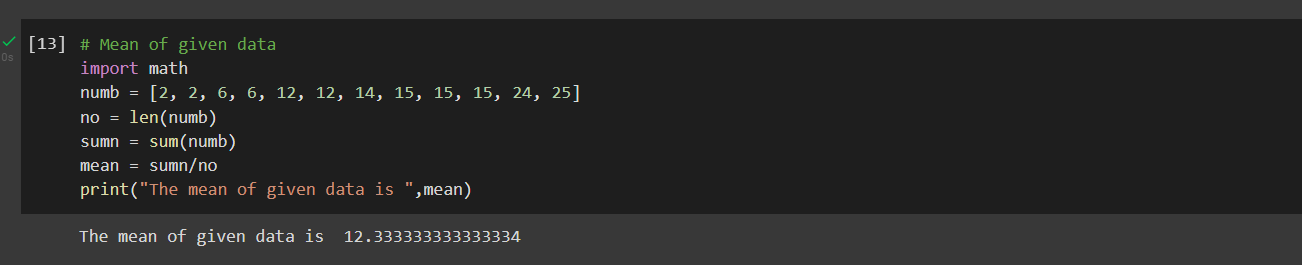 [13] # Mean of given data
0s
import math
numb = [2, 2, 6, 6, 12, 12, 14, 15, 15, 15, 24, 25]
no = len(numb)
sumn = sum(numb)
mean = sumn/no
print("The mean of given data is ",mean)
The mean of given data is  12.333333333333334